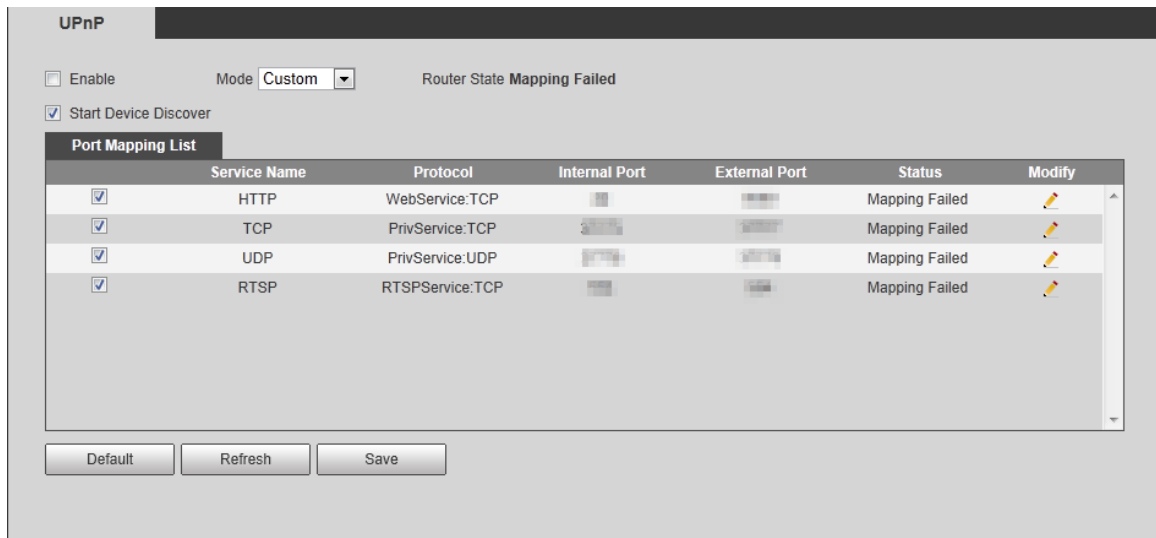 UPnP
Enable Mode Custom Router State Mapping Failed
Start Device Discover
Port Mapping List
Service Name Protocol Internal Port External Port Status Modify
HTTP WebService:TCP Mapping Failed
TCP PrivService:TCP Mapping Failed
UDP PrivService:UDP Mapping Failed
RTSP RTSPService:TCP Mapping Failed
Default Refresh Save